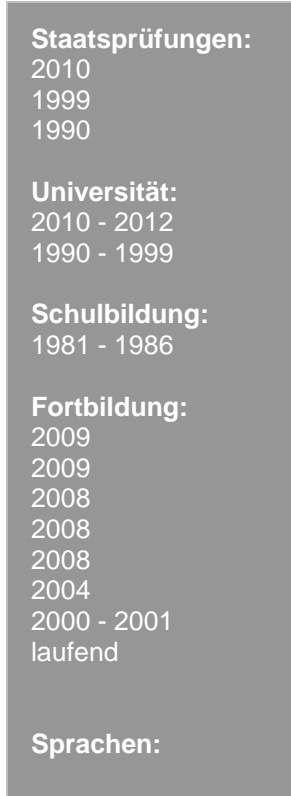 Staatsprüfungen:
2010
1999
1990
Universität:
2010 - 2012
1990 - 1999
Schulbildung:
1981 - 1986
Fortbildung:
2009
2009
2008
2008
2008
2004
2000 - 2001
laufend
Sprachen: